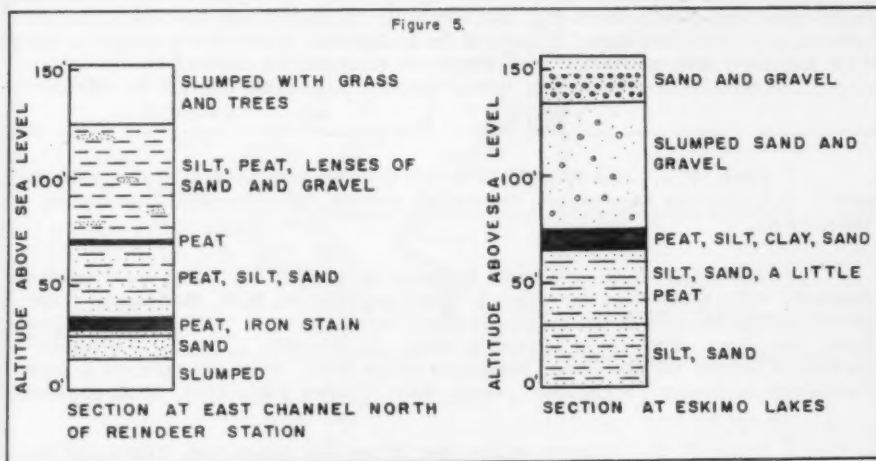 Figure 5.
ALTITUDE ABOVE SEA LEVEL
150'
100'
50'
0'
SLUMPED WITH GRASS
AND TREES
SILT, PEAT, LENSES OF
SAND AND GRAVEL
PEAT
PEAT, SILT, SAND
PEAT, IRON STAIN
SAND
SLUMPED
SECTION AT EAST CHANNEL NORTH
OF REINDEER STATION
ALTITUDE ABOVE SEA LEVEL
150'
100'
50'
0'
SAND AND GRAVEL
SLUMPED SAND AND
GRAVEL
PEAT, SILT, CLAY, SAND
SILT, SAND, A LITTLE
PEAT
SILT, SAND
SECTION AT ESKIMO LAKES